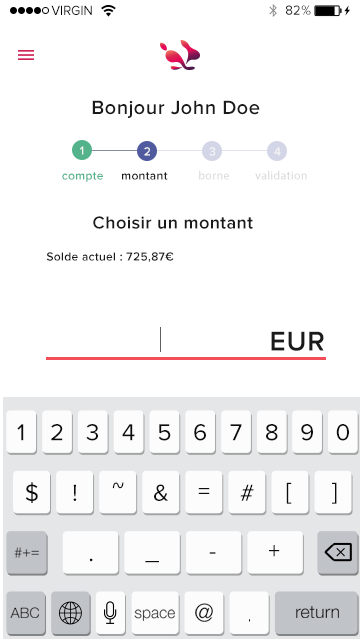 VIRGIN 82%
Bonjour John Doe
1 2 3 4
compte montant borne validation
Choisir un montant
Solde actuel : 725,87€
EUR
1 2 3 4 5 6 7 8 9 0
$ ! ~ & = # [ ]
#+= . _ - +
ABC space @ . return